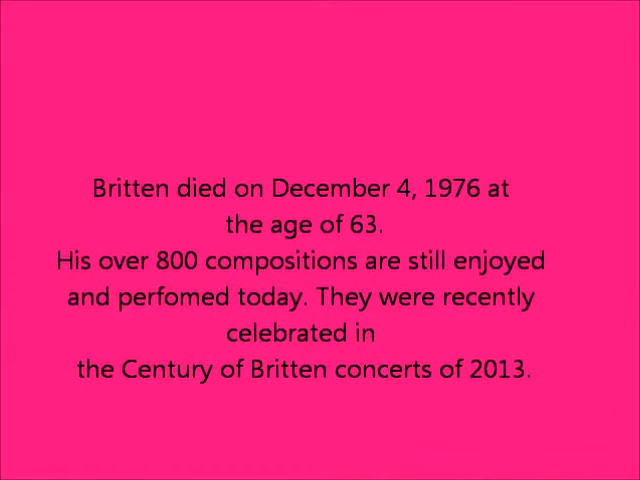 Britten died on December 4, 1976 at
the age of 63.
His over 800 compositions are still enjoyed
and perfomed today. They were recently
celebrated in
the Century of Britten concerts of 2013.